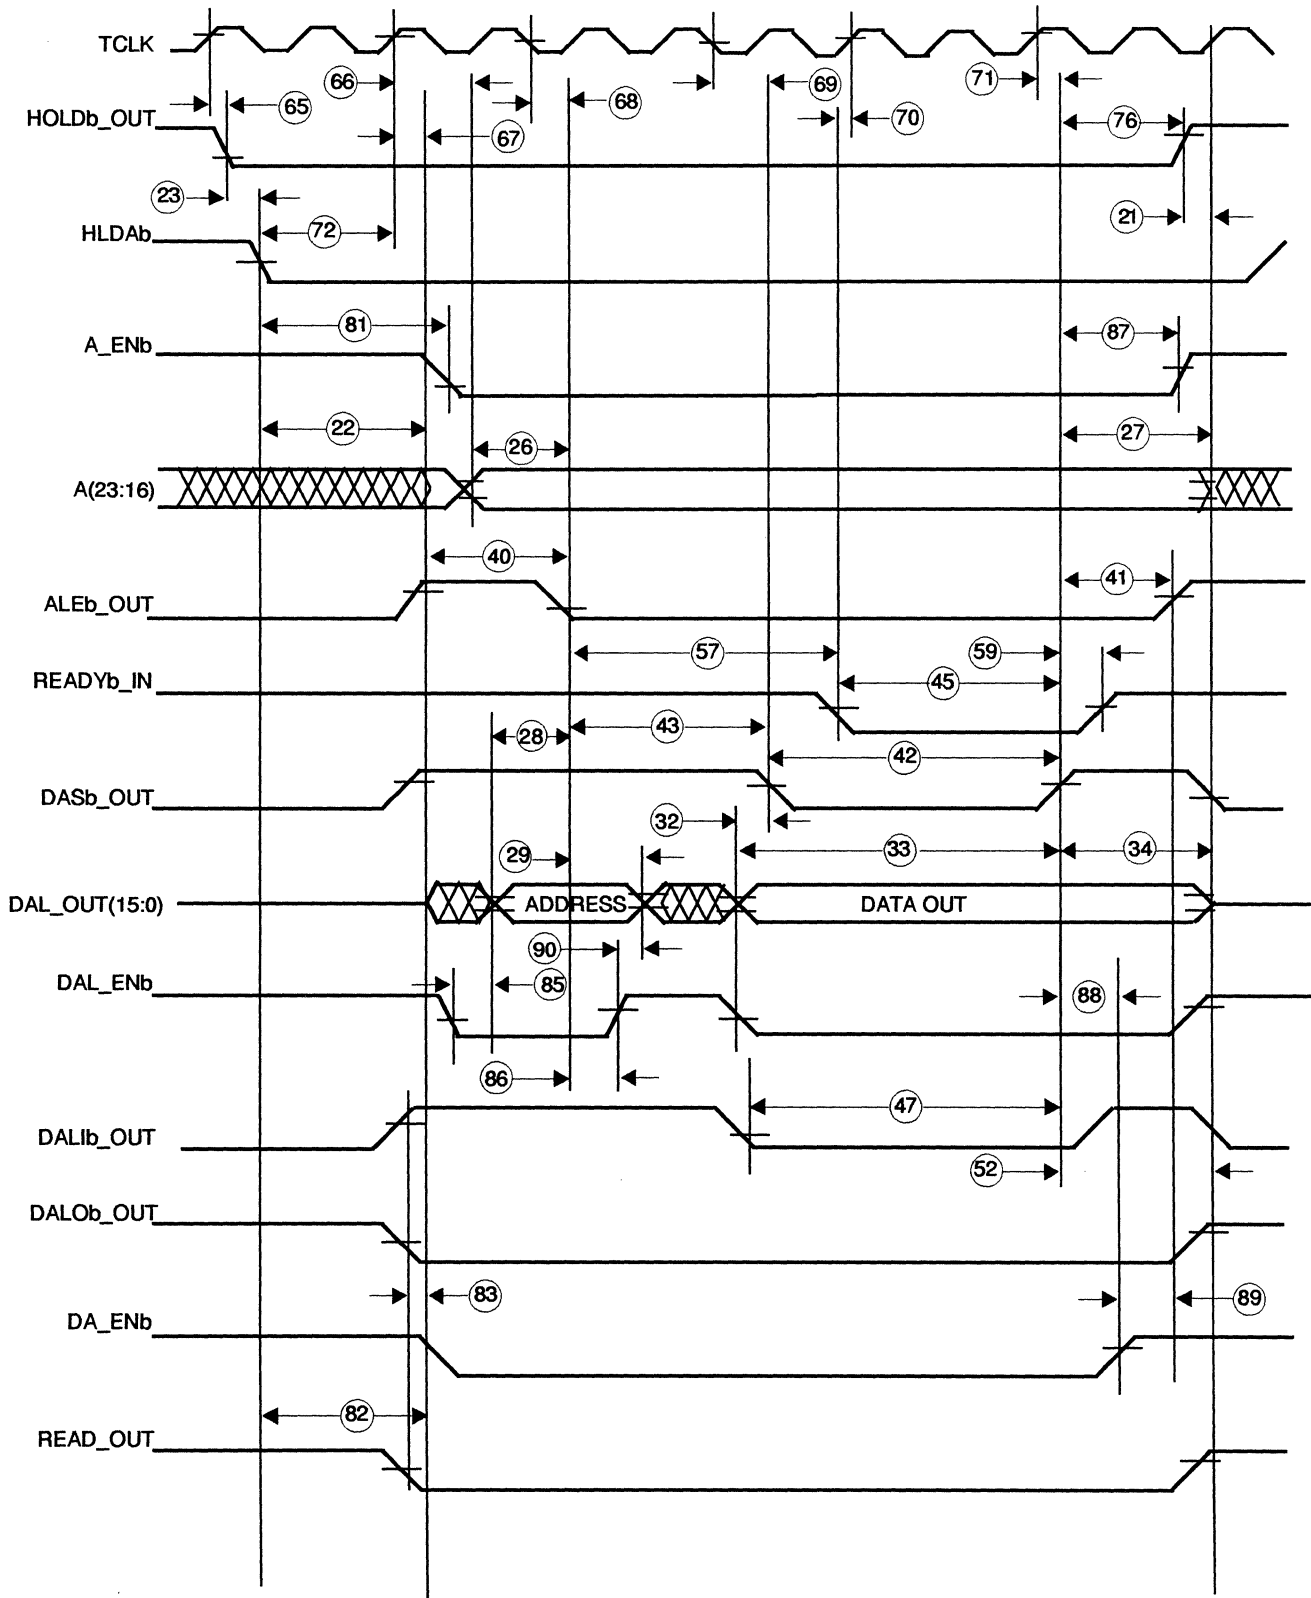 TCLK
66
69
71
65
68
70
76
HOLDb_OUT
67
23
72
21
HLDAb
81
87
A_ENb
22
26
27
A(23:16)
40
41
ALEb_OUT
57
59
READYb_IN
45
28
43
42
DASb_OUT
32
29
33
34
DAL_OUT(15:0)
ADDRESS
DATA OUT
90
DAL_ENb
85
88
86
47
DALIb_OUT
52
DALOb_OUT
83
89
DA_ENb
82
READ_OUT